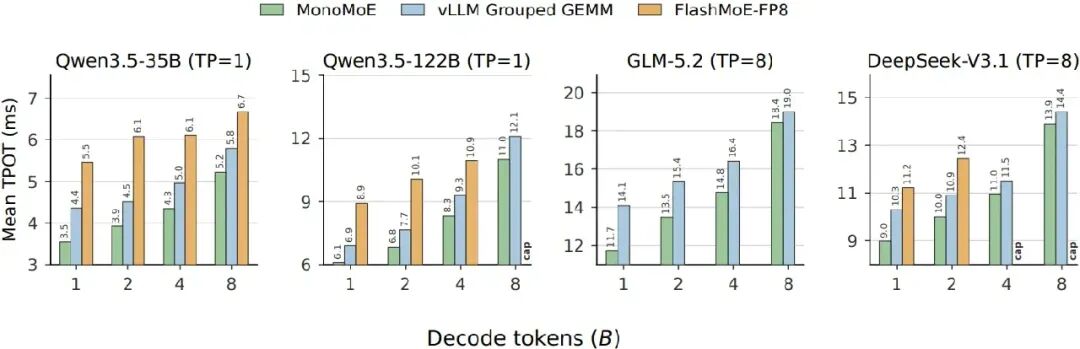 MonoMoE vLLM Grouped GEMM FlashMoE-FP8
Qwen3.5-35B (TP=1) Qwen3.5-122B (TP=1) GLM-5.2 (TP=8) DeepSeek-V3.1 (TP=8)
Mean TPOT (ms)
7
6
5
4
3
3.5 4.4 5.5 3.9 4.5 6.1 4.3 5.0 6.1 5.2 5.8 6.7
1 2 4 8
15
12
9
6
6.1 6.9 8.9 6.8 7.7 10.1 8.3 9.3 10.9 11.0 12.1 cap
1 2 4 8
20
18
16
14
12
11.7 14.1 13.5 15.4 14.8 16.4 18.4 19.0
1 2 4 8
15
13
11
9
9.0 10.3 11.2 10.0 10.9 12.4 11.0 11.5 cap 13.9 14.4 cap
1 2 4 8
Decode tokens (B)